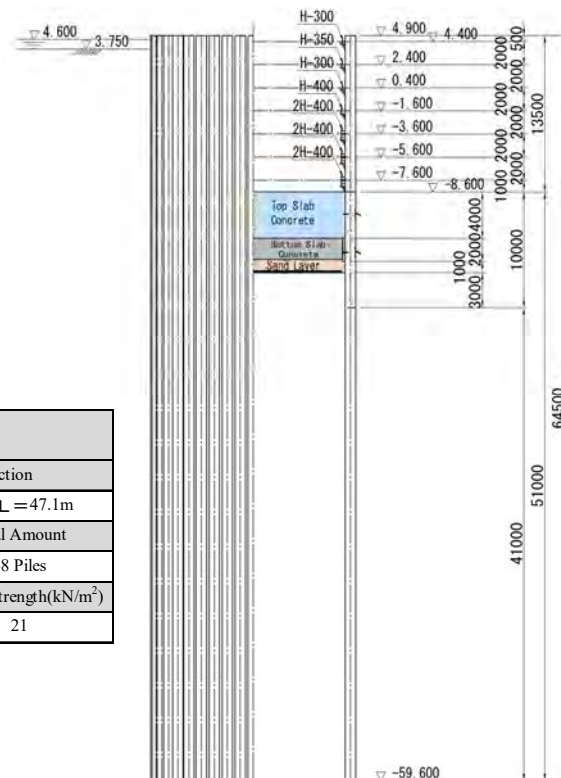 ▽ 4.600
▽ 3.750
H-300
H-350
H-300
H-400
2H-400
2H-400
2H-400
▽ 4.900
▽ 4.400
▽ 2.400
▽ 0.400
▽ -1.600
▽ -3.600
▽ -5.600
▽ -7.600
▽ -8.600
▽ -59.600
500
2000
2000
2000
2000
2000
2000
1000
13500
4000
2000
1000
3000
10000
41000
51000
64500
Top Slab
Concrete
Bottom Slab
Concrete
Sand Layer
ction
L =47.1m
l Amount
8 Piles
trength(kN/m²)
21